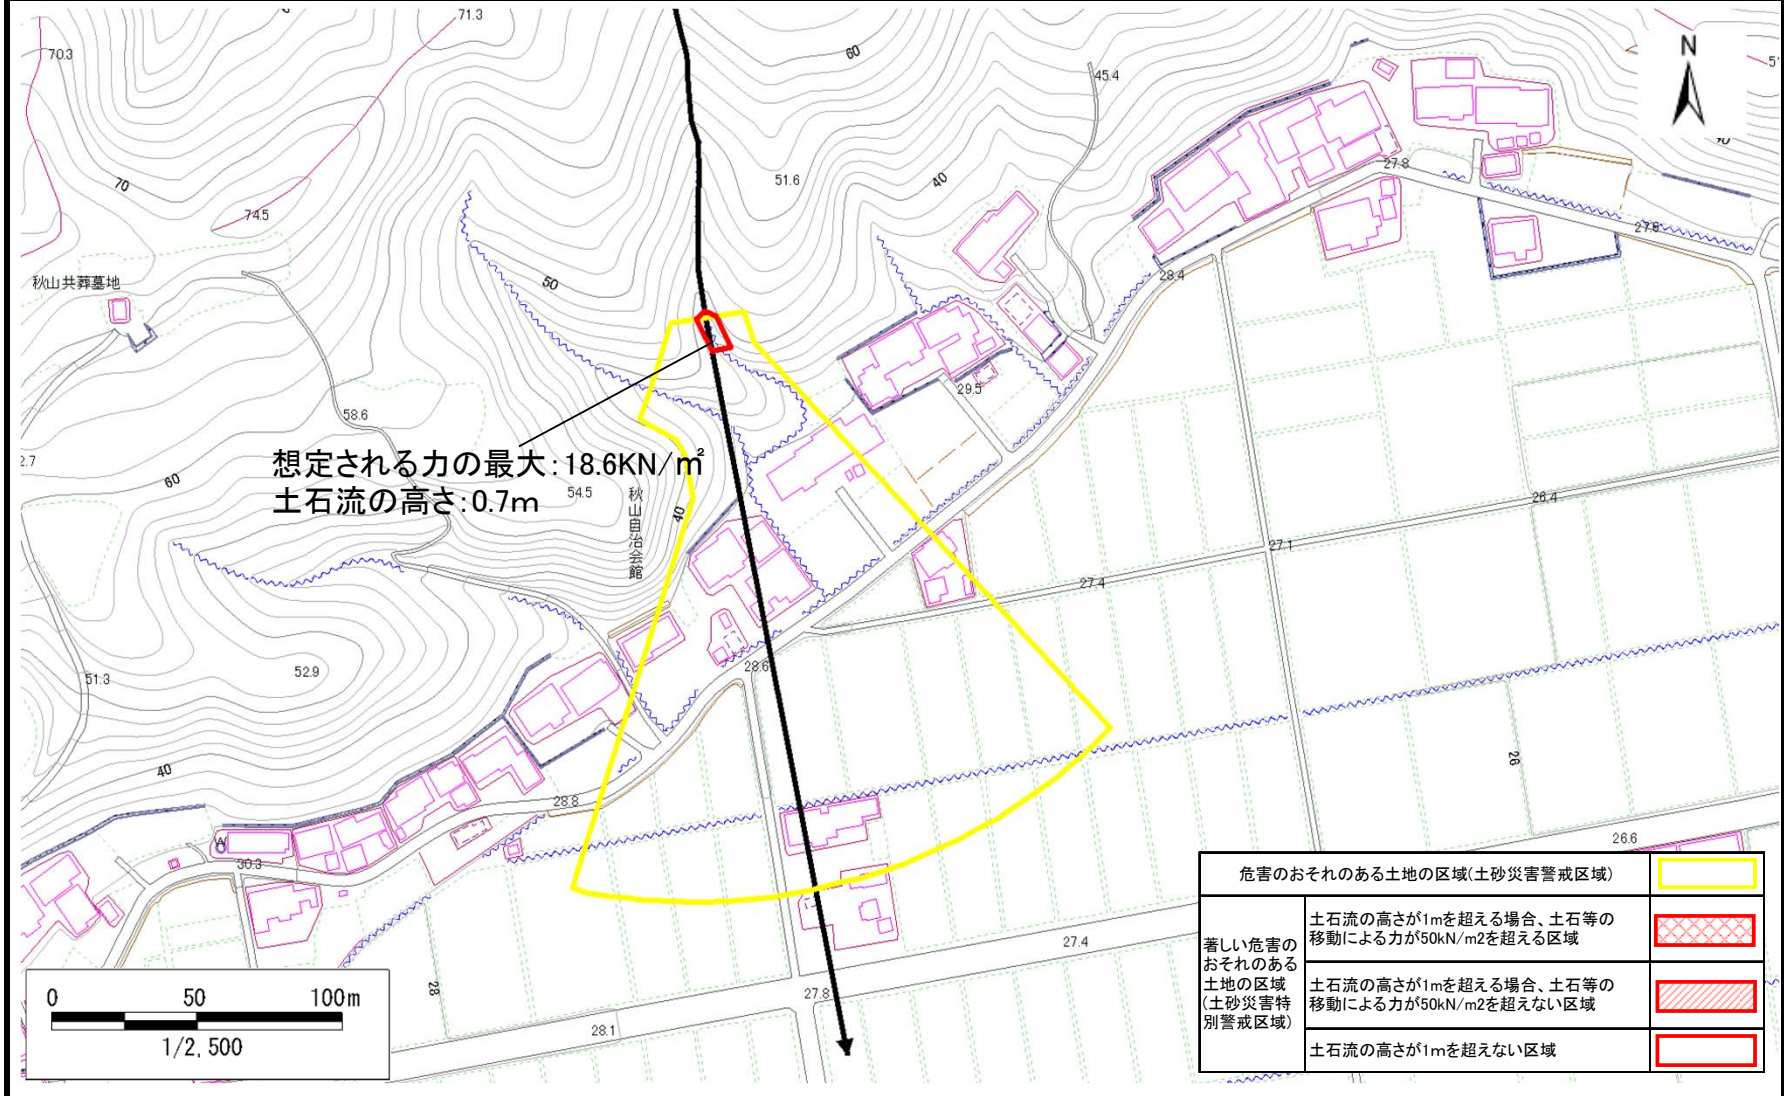 71.3
70.3
60
45.4
N
70
51.6
40
27.8
74.5
27.6
秋山共葬墓地
50
28.4
29.5
58.6
60
想定される力の最大:18.6KN/㎡
土石流の高さ:0.7m
54.5
40
秋山自治会館
26.4
27.1
27.4
51.3
52.9
28.6
40
26
28.8
26.6
30.3
27.4
28
27.8
28.1
0 50 100m
1/2,500
危害のおそれのある土地の区域(土砂災害警戒区域)
著しい危害の
おそれのある
土地の区域
(土砂災害特
別警戒区域)
土石流の高さが1mを超える場合、土石等の
移動による力が50kN/m2を超える区域
土石流の高さが1mを超える場合、土石等の
移動による力が50kN/m2を超えない区域
土石流の高さが1mを超えない区域